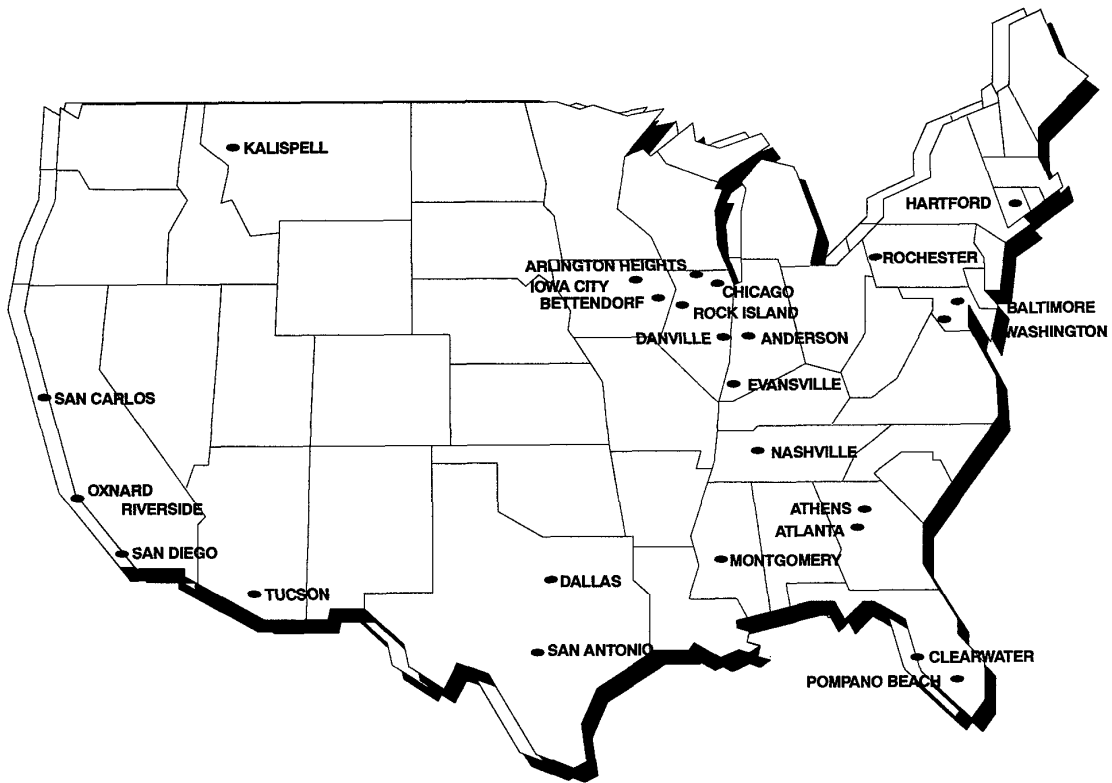 KALISPELL
HARTFORD
ROCHESTER
ARLINGTON HEIGHTS
IOWA CITY
CHICAGO
BETTENDORF
ROCK ISLAND
BALTIMORE
WASHINGTON
DANVILLE
ANDERSON
EVANSVILLE
SAN CARLOS
NASHVILLE
OXNARD
RIVERSIDE
ATHENS
ATLANTA
SAN DIEGO
MONTGOMERY
DALLAS
TUCSON
SAN ANTONIO
CLEARWATER
POMPANO BEACH